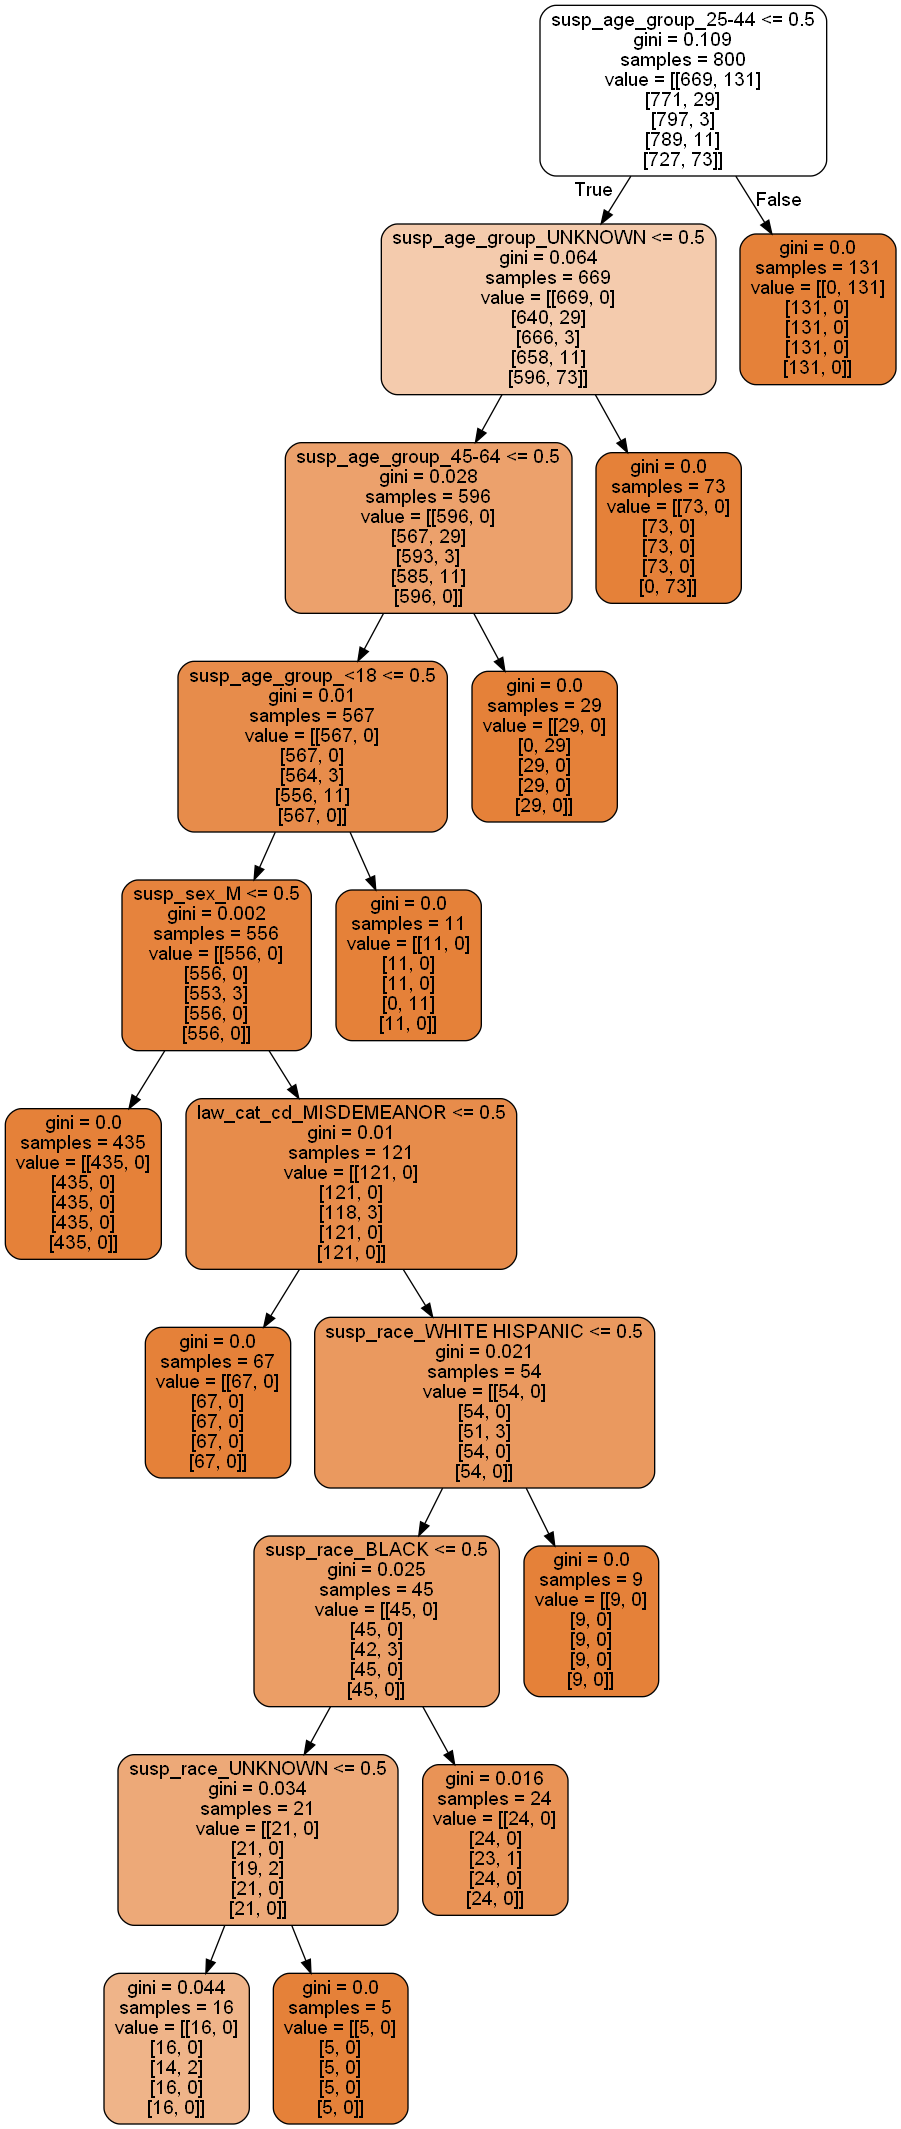 susp_age_group_25-44 <= 0.5
gini = 0.109
samples = 800
value = [[669, 131]
[771, 29]
[797, 3]
[789, 11]
[727, 73]]
True
False
susp_age_group_UNKNOWN <= 0.5
gini = 0.064
samples = 669
value = [[669, 0]
[640, 29]
[666, 3]
[658, 11]
[596, 73]]
gini = 0.0
samples = 131
value = [[0, 131]
[131, 0]
[131, 0]
[131, 0]
[131, 0]]
susp_age_group_45-64 <= 0.5
gini = 0.028
samples = 596
value = [[596, 0]
[567, 29]
[593, 3]
[585, 11]
[596, 0]]
gini = 0.0
samples = 73
value = [[73, 0]
[73, 0]
[73, 0]
[73, 0]
[0, 73]]
susp_age_group_<18 <= 0.5
gini = 0.01
samples = 567
value = [[567, 0]
[567, 0]
[564, 3]
[556, 11]
[567, 0]]
gini = 0.0
samples = 29
value = [[29, 0]
[0, 29]
[29, 0]
[29, 0]
[29, 0]]
susp_sex_M <= 0.5
gini = 0.002
samples = 556
value = [[556, 0]
[556, 0]
[553, 3]
[556, 0]
[556, 0]]
gini = 0.0
samples = 11
value = [[11, 0]
[11, 0]
[11, 0]
[0, 11]
[11, 0]]
gini = 0.0
samples = 435
value = [[435, 0]
[435, 0]
[435, 0]
[435, 0]
[435, 0]]
law_cat_cd_MISDEMEANOR <= 0.5
gini = 0.01
samples = 121
value = [[121, 0]
[121, 0]
[118, 3]
[121, 0]
[121, 0]]
gini = 0.0
samples = 67
value = [[67, 0]
[67, 0]
[67, 0]
[67, 0]
[67, 0]]
susp_race_WHITE HISPANIC <= 0.5
gini = 0.021
samples = 54
value = [[54, 0]
[54, 0]
[51, 3]
[54, 0]
[54, 0]]
susp_race_BLACK <= 0.5
gini = 0.025
samples = 45
value = [[45, 0]
[45, 0]
[42, 3]
[45, 0]
[45, 0]]
gini = 0.0
samples = 9
value = [[9, 0]
[9, 0]
[9, 0]
[9, 0]
[9, 0]]
susp_race_UNKNOWN <= 0.5
gini = 0.034
samples = 21
value = [[21, 0]
[21, 0]
[19, 2]
[21, 0]
[21, 0]]
gini = 0.016
samples = 24
value = [[24, 0]
[24, 0]
[23, 1]
[24, 0]
[24, 0]]
gini = 0.044
samples = 16
value = [[16, 0]
[16, 0]
[14, 2]
[16, 0]
[16, 0]]
gini = 0.0
samples = 5
value = [[5, 0]
[5, 0]
[5, 0]
[5, 0]
[5, 0]]